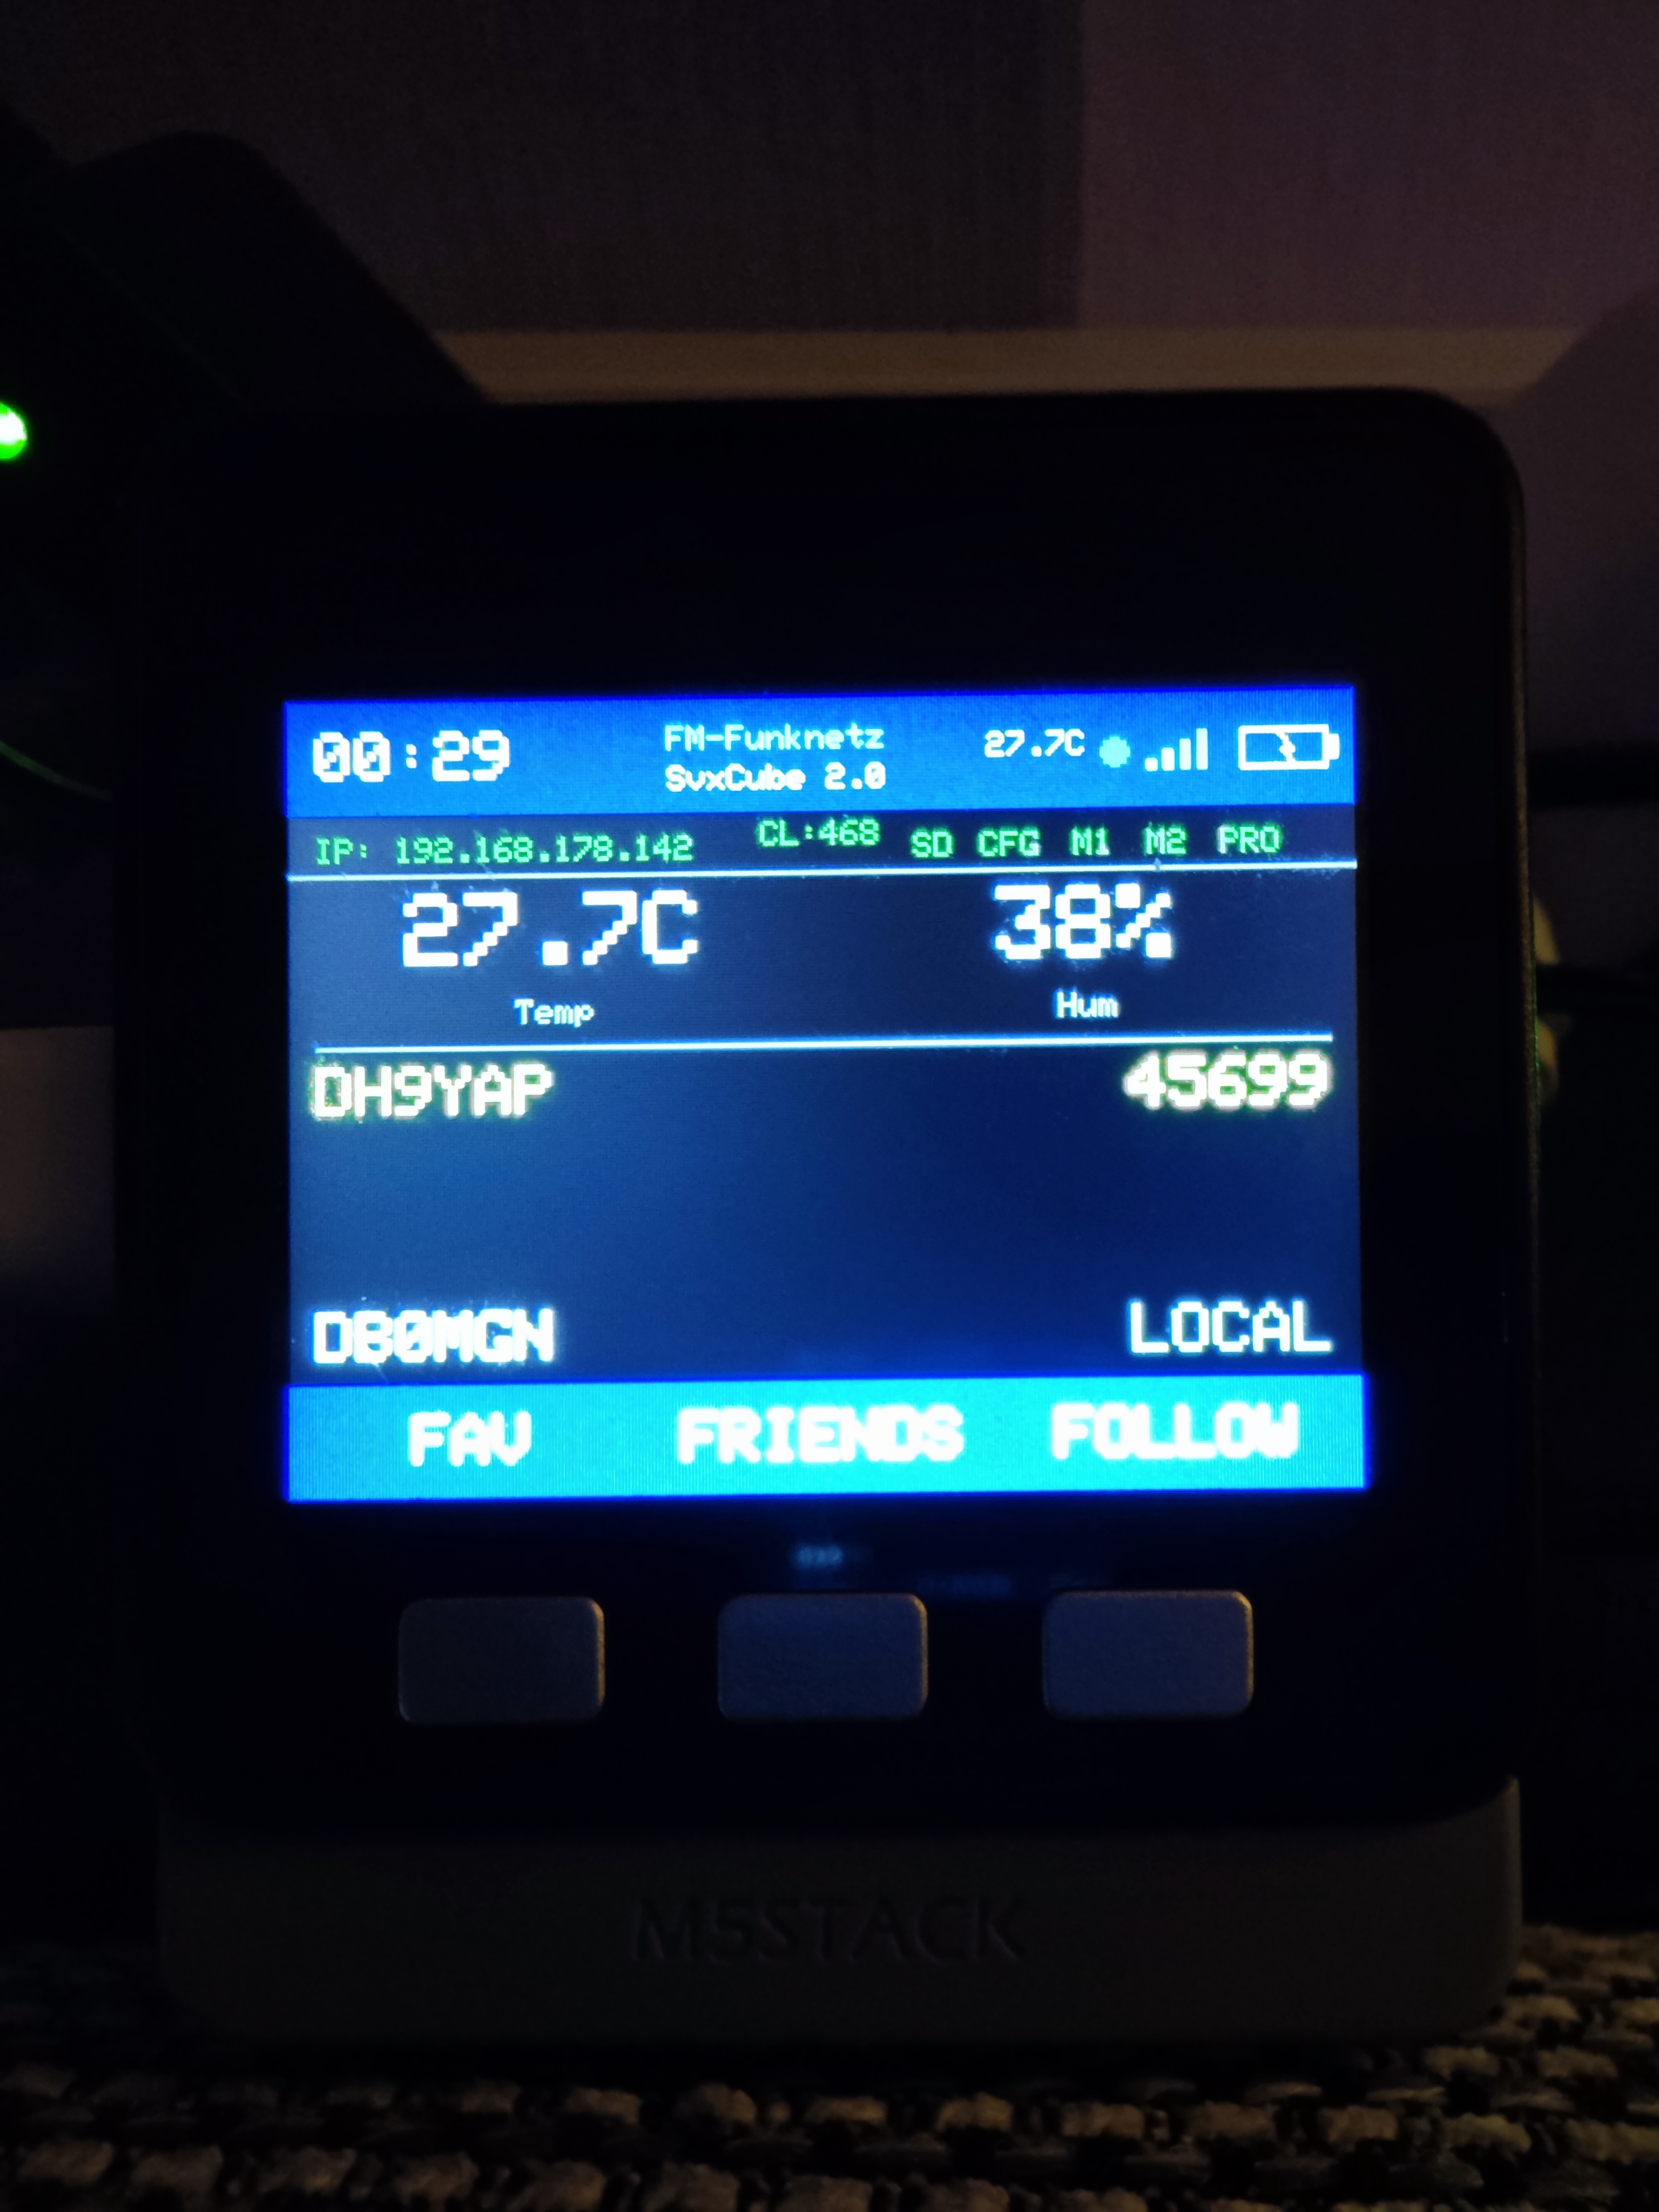 00:29 FM-Funknetz 27.7C
SvxCube 2.0
IP: 192.168.178.142 CL:468 SD CFG M1 M2 PRO
27.7C 38%
Temp Hum
DH9YAP 45699
DB0MGN LOCAL
FAV FRIENDS FOLLOW
M5STACK